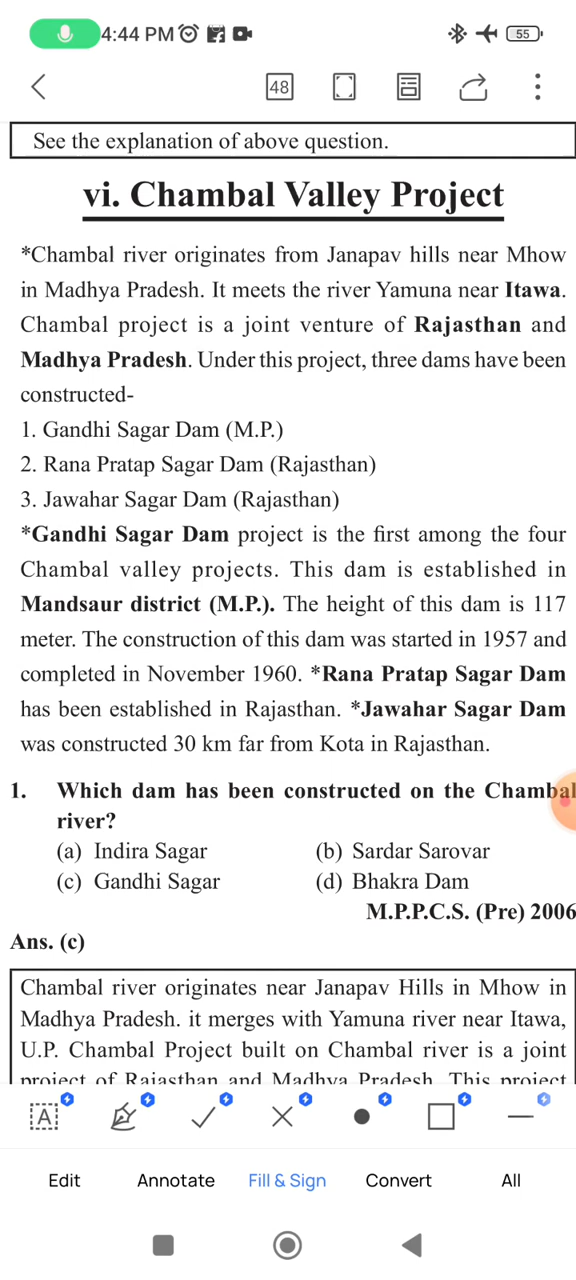 4:44 PM
55
48
See the explanation of above question.
vi. Chambal Valley Project
*Chambal river originates from Janapav hills near Mhow
in Madhya Pradesh. It meets the river Yamuna near Itawa.
Chambal project is a joint venture of Rajasthan and
Madhya Pradesh. Under this project, three dams have been
constructed-
1. Gandhi Sagar Dam (M.P.)
2. Rana Pratap Sagar Dam (Rajasthan)
3. Jawahar Sagar Dam (Rajasthan)
*Gandhi Sagar Dam project is the first among the four
Chambal valley projects. This dam is established in
Mandsaur district (M.P.). The height of this dam is 117
meter. The construction of this dam was started in 1957 and
completed in November 1960. *Rana Pratap Sagar Dam
has been established in Rajasthan. *Jawahar Sagar Dam
was constructed 30 km far from Kota in Rajasthan.
1. Which dam has been constructed on the Chambal
river?
(a) Indira Sagar (b) Sardar Sarovar
(c) Gandhi Sagar (d) Bhakra Dam
M.P.P.C.S. (Pre) 2006
Ans. (c)
Chambal river originates near Janapav Hills in Mhow in
Madhya Pradesh. it merges with Yamuna river near Itawa,
U.P. Chambal Project built on Chambal river is a joint
project of Rajasthan and Madhya Pradesh. This project
A
Edit Annotate Fill & Sign Convert All